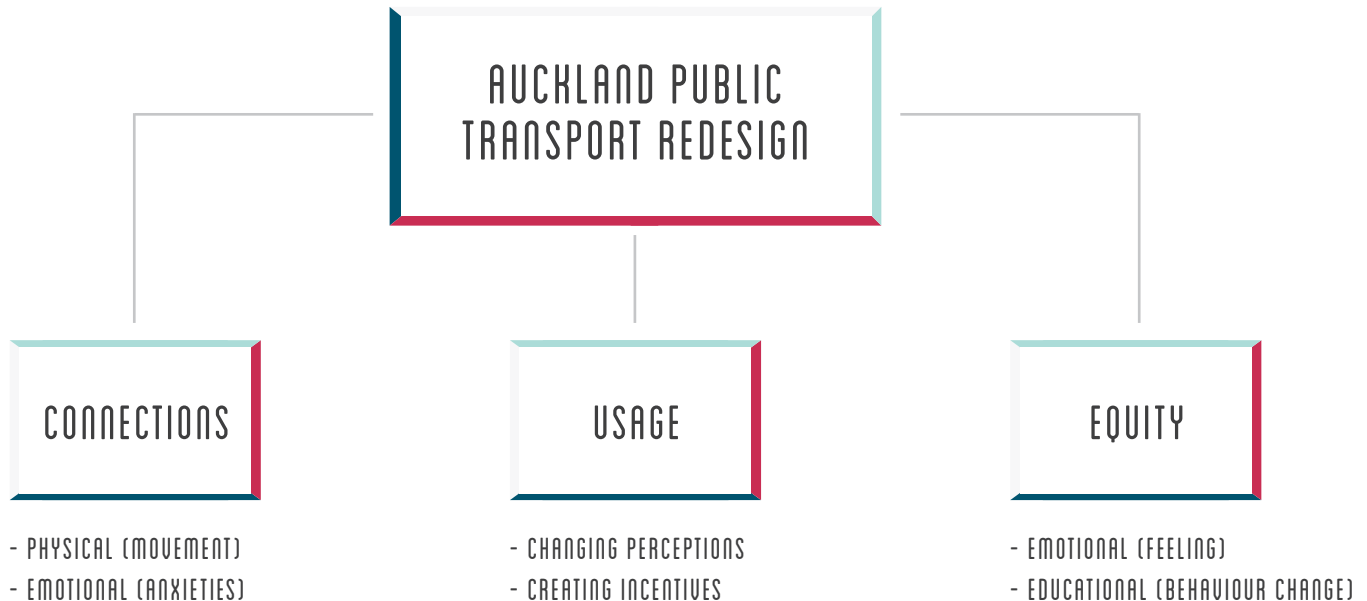 AUCKLAND PUBLIC
TRANSPORT REDESIGN
CONNECTIONS
- PHYSICAL (MOVEMENT)
- EMOTIONAL (ANXIETIES)
USAGE
- CHANGING PERCEPTIONS
- CREATING INCENTIVES
EQUITY
- EMOTIONAL (FEELING)
- EDUCATIONAL (BEHAVIOUR CHANGE)